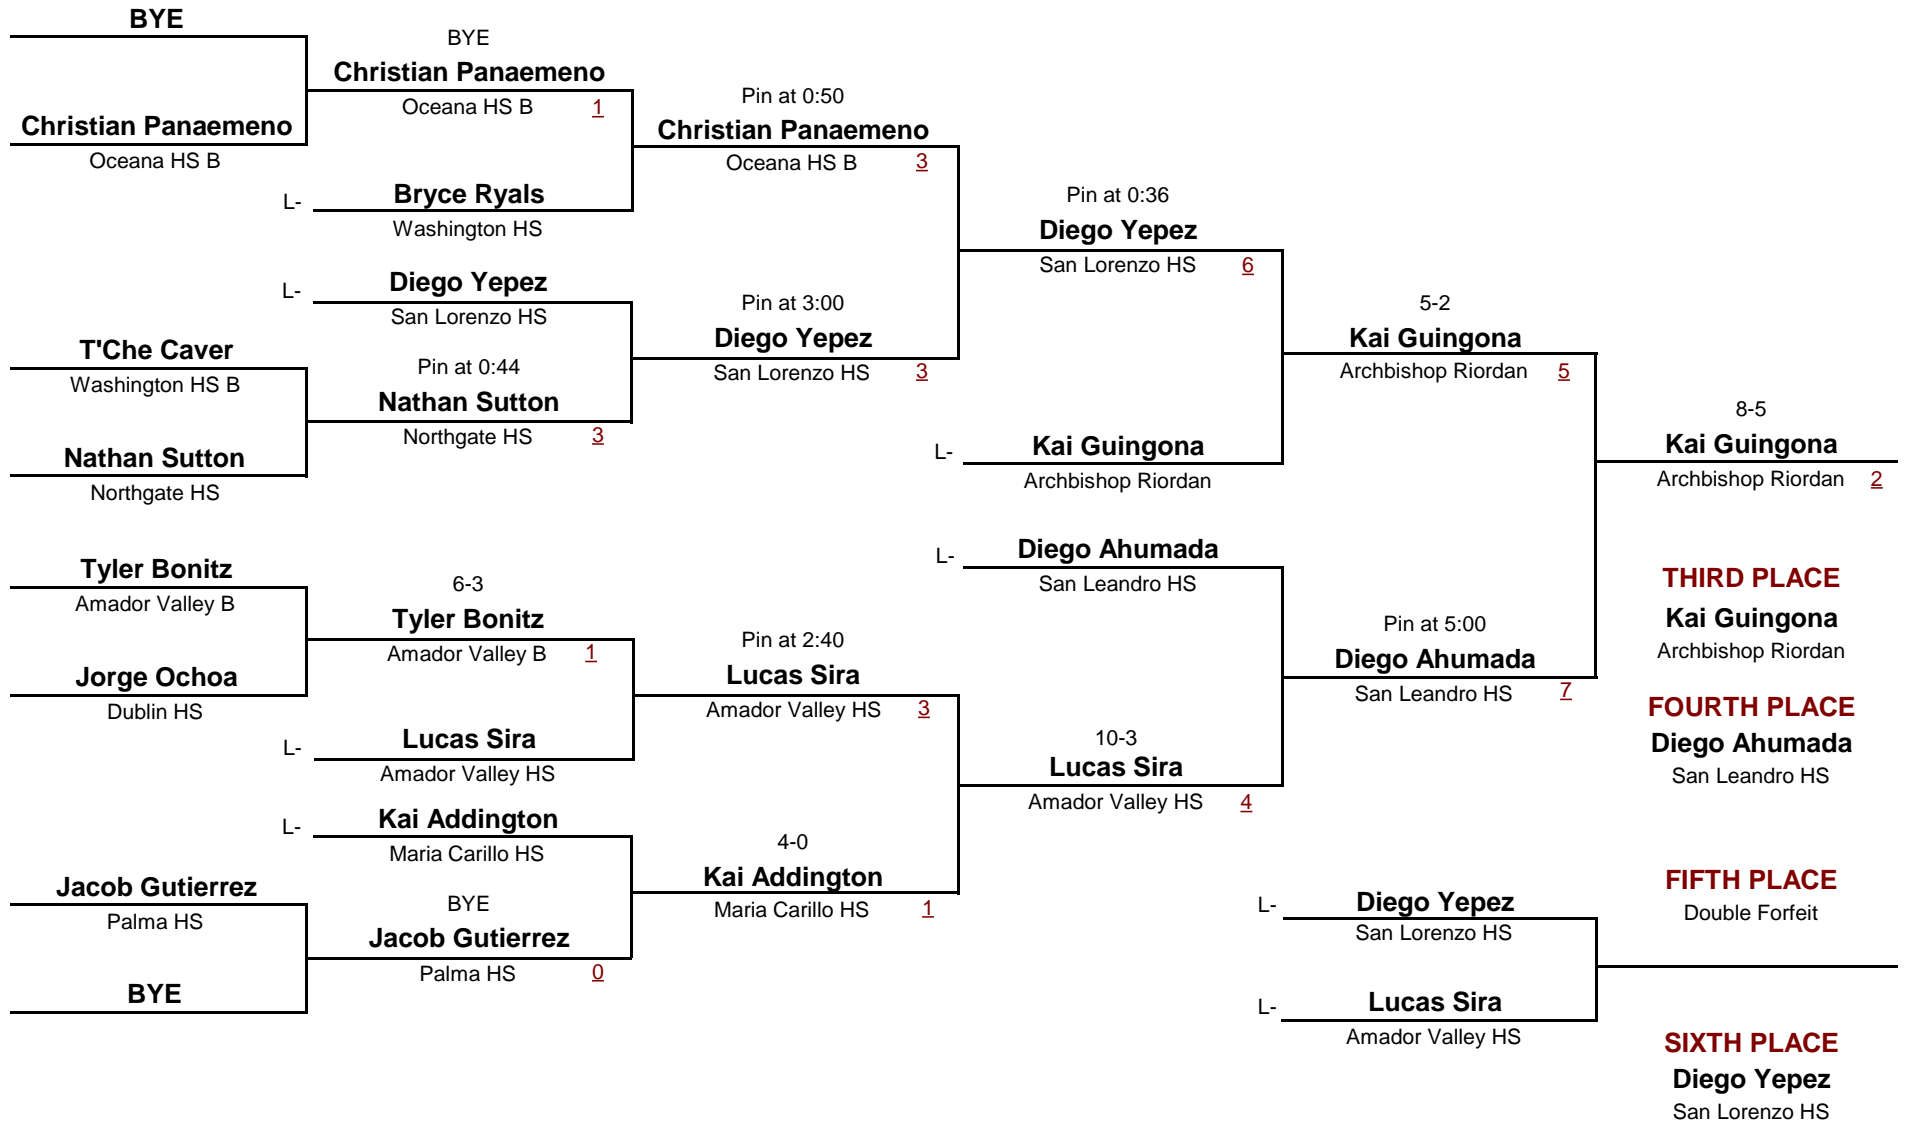 BYE
Christian Panaemeno
Oceana HS B
T'Che Caver
Washington HS B
Nathan Sutton
Northgate HS
Tyler Bonitz
Amador Valley B
Jorge Ochoa
Dublin HS
Jacob Gutierrez
Palma HS
BYE
BYE
Christian Panaemeno
Oceana HS B 1
L- Bryce Ryals
Washington HS
L- Diego Yepez
San Lorenzo HS
Pin at 0:44
Nathan Sutton
Northgate HS 3
6-3
Tyler Bonitz
Amador Valley B 1
L- Lucas Sira
Amador Valley HS
L- Kai Addington
Maria Carillo HS
BYE
Jacob Gutierrez
Palma HS 0
Pin at 0:50
Christian Panaemeno
Oceana HS B 3
Pin at 3:00
Diego Yepez
San Lorenzo HS 3
Pin at 2:40
Lucas Sira
Amador Valley HS 3
4-0
Kai Addington
Maria Carillo HS 1
Pin at 0:36
Diego Yepez
San Lorenzo HS 6
L- Kai Guingona
Archbishop Riordan
L- Diego Ahumada
San Leandro HS
10-3
Lucas Sira
Amador Valley HS 4
5-2
Kai Guingona
Archbishop Riordan 5
Pin at 5:00
Diego Ahumada
San Leandro HS 7
L- Diego Yepez
San Lorenzo HS
L- Lucas Sira
Amador Valley HS
8-5
Kai Guingona
Archbishop Riordan 2
THIRD PLACE
Kai Guingona
Archbishop Riordan
FOURTH PLACE
Diego Ahumada
San Leandro HS
FIFTH PLACE
Double Forfeit
SIXTH PLACE
Diego Yepez
San Lorenzo HS